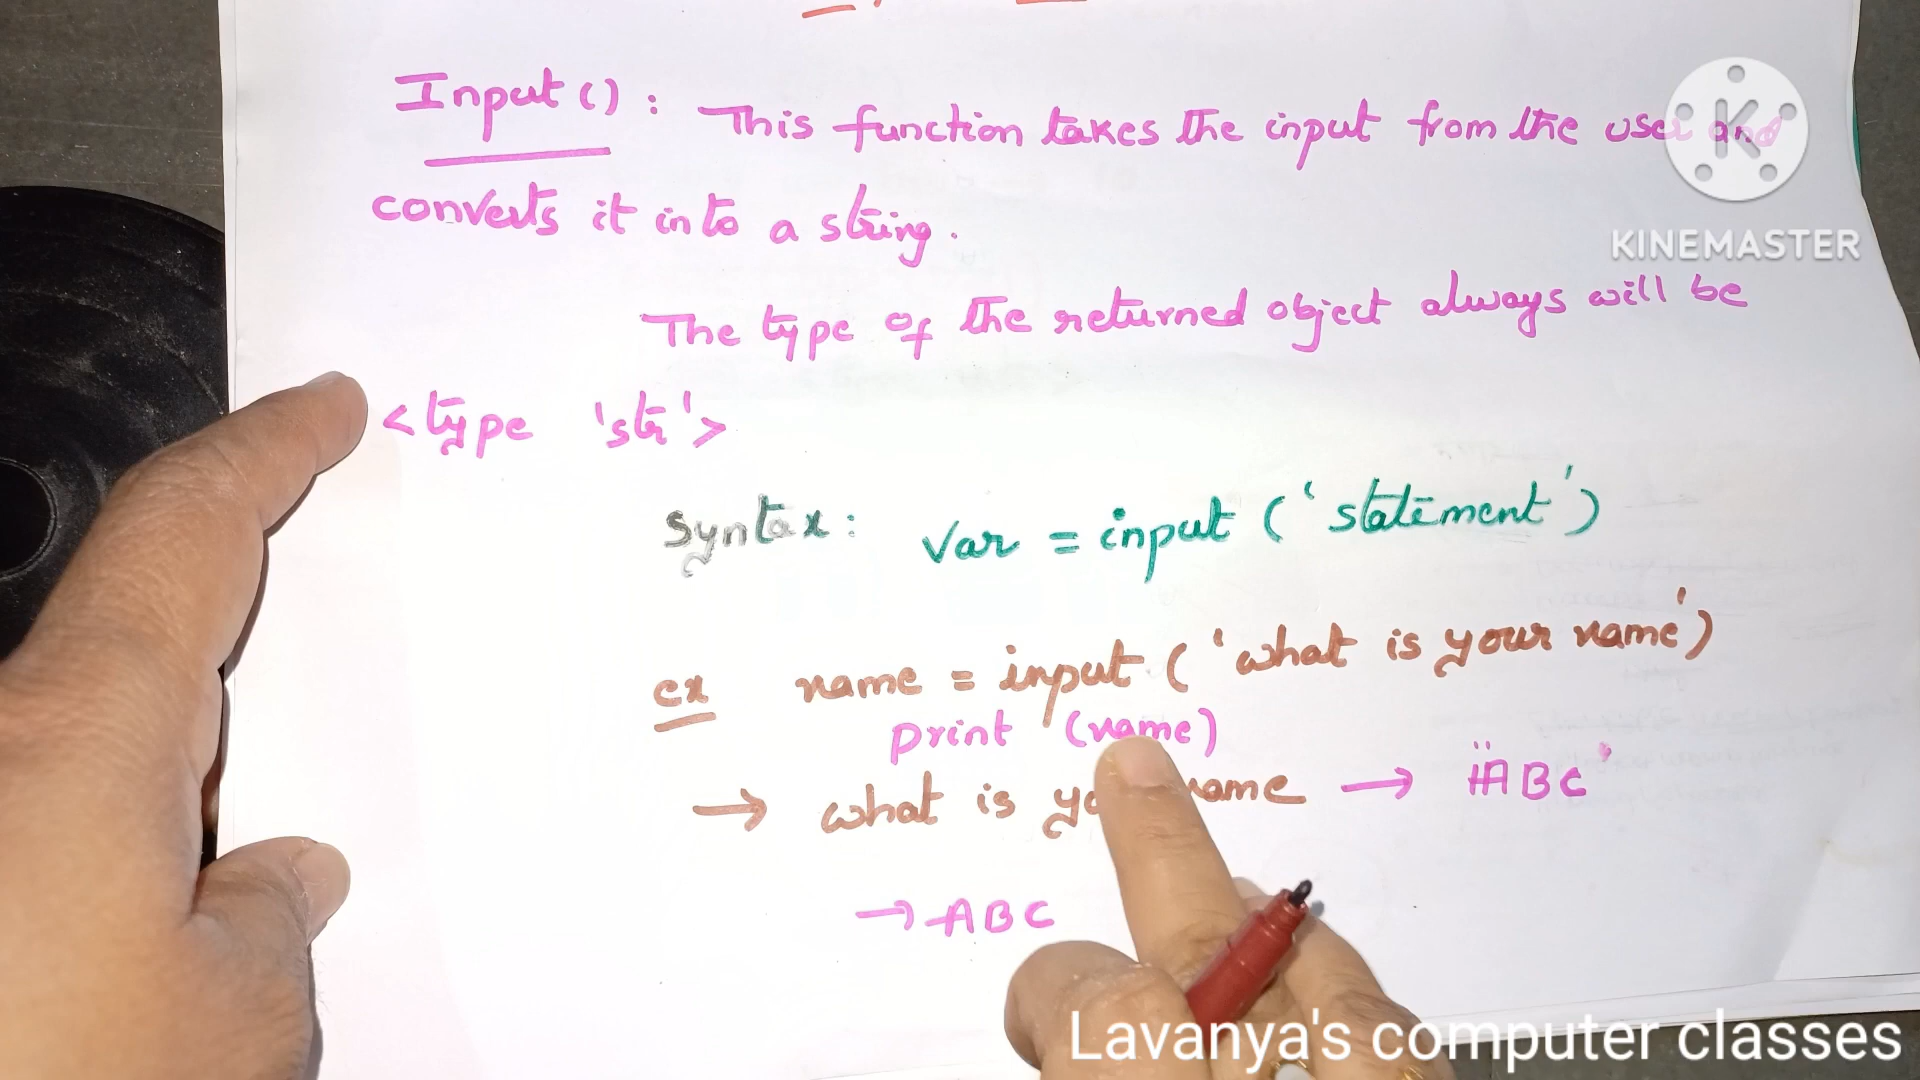 Input() : This function takes the input from the user and
converts it into a string.
The type of the returned object always will be
<type 'str'>
Syntax: Var = input ('statement')
ex name = input ('what is your name')
print (name)
→ what is name → ABC'
→ ABC
K
KINEMASTER
Lavanya's computer classes